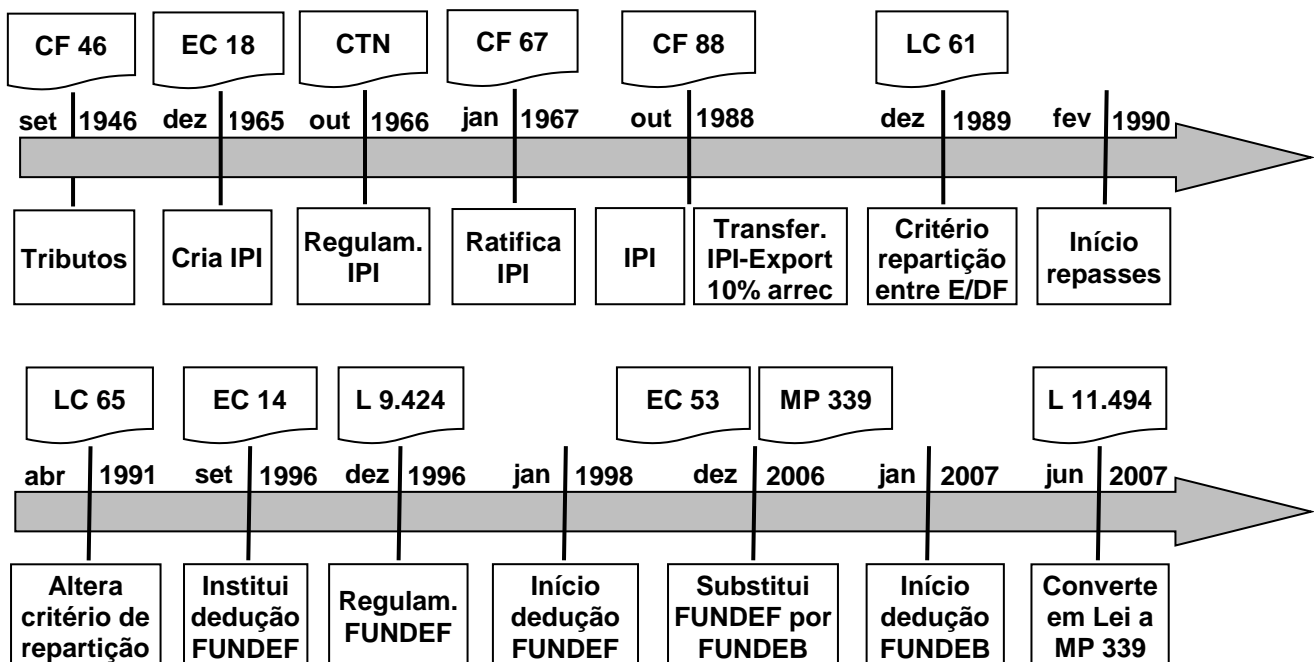 CF 46
EC 18
CTN
CF 67
CF 88
LC 61
set 1946
dez 1965
out 1966
jan 1967
out 1988
dez 1989
fev 1990
Tributos
Cria IPI
Regulam.
IPI
Ratifica
IPI
IPI
Transfer.
IPI-Export
10% arrec
Critério
repartição
entre E/DF
Início
repasses
LC 65
EC 14
L 9.424
EC 53
MP 339
L 11.494
abr 1991
set 1996
dez 1996
jan 1998
dez 2006
jan 2007
jun 2007
Altera
critério de
repartição
Institui
dedução
FUNDEF
Regulam.
FUNDEF
Início
dedução
FUNDEF
Substitui
FUNDEF por
FUNDEB
Início
dedução
FUNDEB
Converte
em Lei a
MP 339